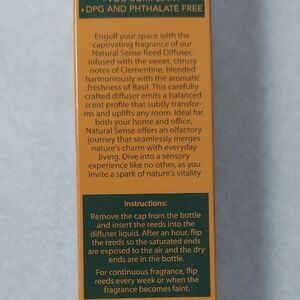 • DPG AND PHTHALATE FREE
Engulf your space with the
captivating fragrance of our
Natural Sense Reed Diffuser,
infused with the sweet, citrusy
notes of Clementine, blended
harmoniously with the aromatic
freshness of Basil. This carefully
crafted diffuser emits a balanced
scent profile that subtly transfor-
ms and uplifts any room. Ideal for
both your home and office,
Natural Sense offers an olfactory
journey that seamlessly merges
nature's charm with everyday
living. Dive into a sensory
experience like no other, as you
invite a spark of nature's vitality
Instructions:
Remove the cap from the bottle
and insert the reeds into the
diffuser liquid. After an hour, flip
the reeds so the saturated ends
are exposed to the air and the dry
ends are in the bottle.
For continuous fragrance, flip
reeds every week or when the
fragrance becomes faint.